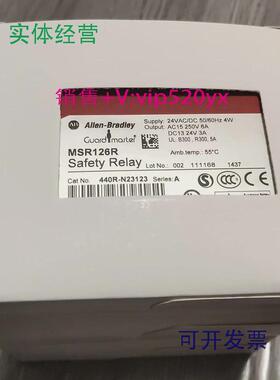 实体经营
销售+V:vip520yx
AB Allen-Bradley
Guardmaster
Supply: 24VAC/DC 50/60Hz 4W
Output: AC15 250V 6A
DC13 24V 3A
UL: B300, R300, 5A
MSR126R
Safety Relay
Amb.temp.: 55°C
Lot No.: 002 111168 1437
Cat No. 440R-N23123 Series: A
可开发票